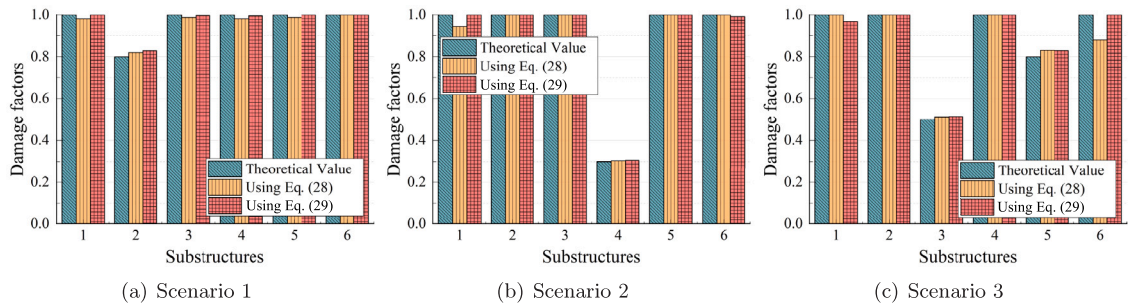 Damage factors
1.0
0.8
0.6
0.4
0.2
0.0
Theoretical Value
Using Eq. (28)
Using Eq. (29)
1 2 3 4 5 6
Substructures
(a) Scenario 1
Damage factors
1.0
0.8
0.6
0.4
0.2
0.0
Theoretical Value
Using Eq. (28)
Using Eq. (29)
1 2 3 4 5 6
Substructures
(b) Scenario 2
Damage factors
1.0
0.8
0.6
0.4
0.2
0.0
Theoretical Value
Using Eq. (28)
Using Eq. (29)
1 2 3 4 5 6
Substructures
(c) Scenario 3